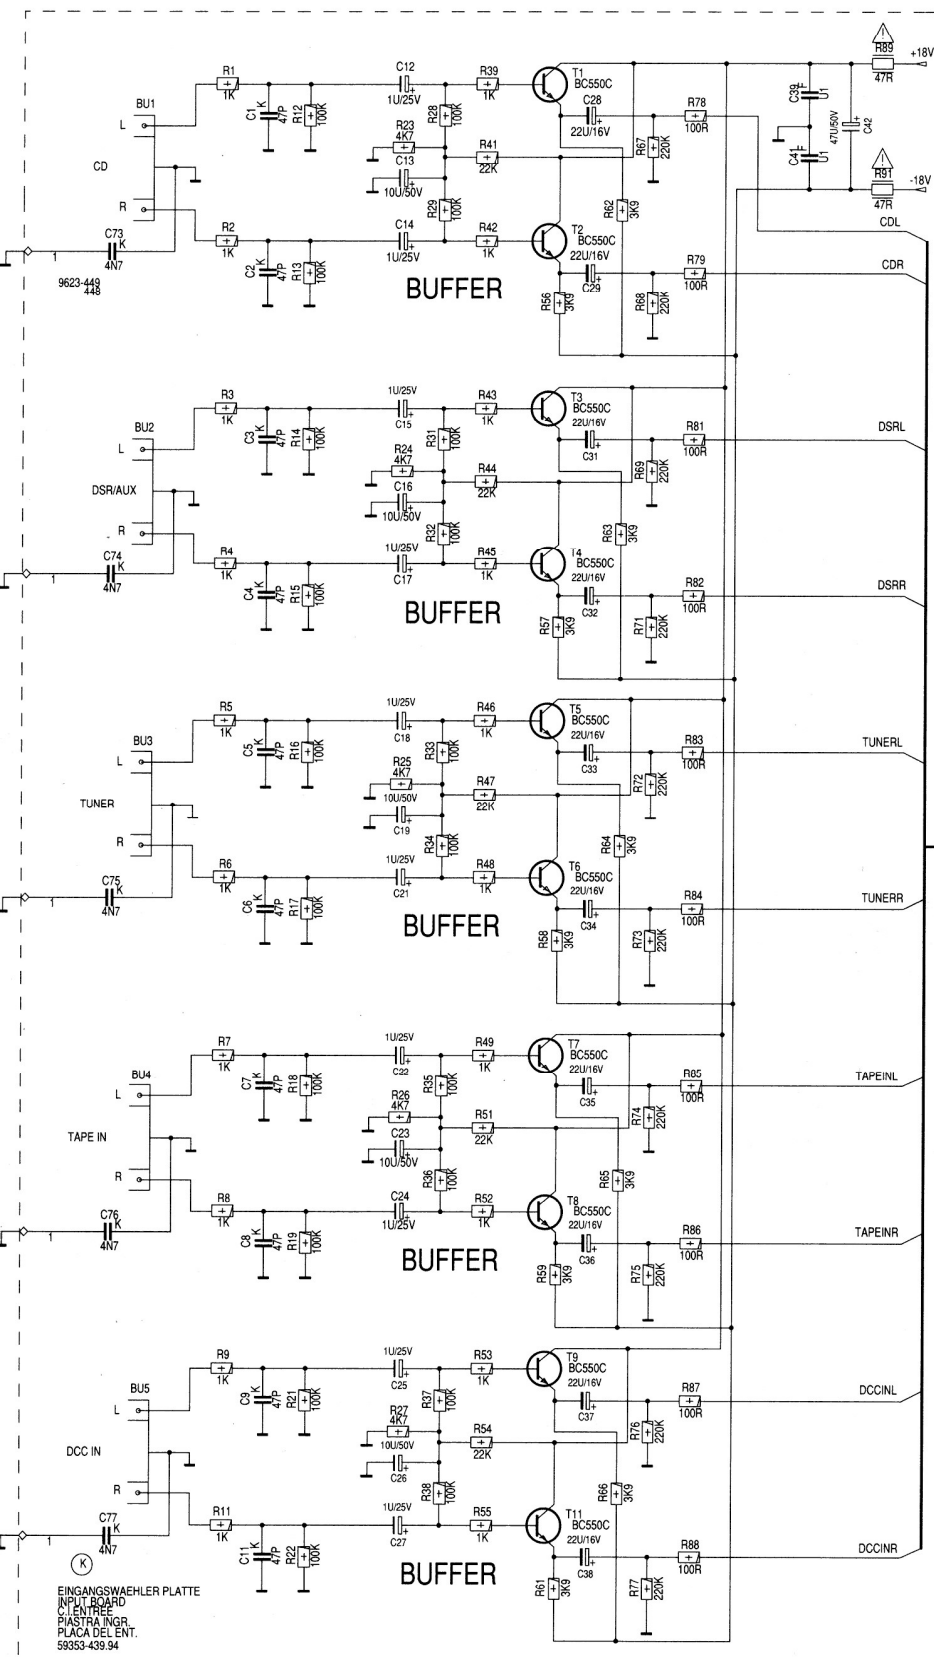 +18V
R89
47R
C39
U1
C41
U1
47U/50V
C42
R91
47R
-18V
BU1
L
CD
R
C73
K
4N7
9623-449
448
R1
1K
C1
K
47P
R12
100K
C12
1U/25V
R28
100K
R23
4K7
C13
10U/50V
R41
22K
R29
100K
R39
1K
T1
BC550C
C28
22U/16V
R67
220K
R78
100R
CDL
R62
3K9
R2
1K
C2
K
47P
R13
100K
C14
1U/25V
R42
1K
T2
BC550C
22U/16V
C29
R56
3K9
R68
220K
R79
100R
CDR
BUFFER
BU2
L
DSR/AUX
R
C74
K
4N7
R3
1K
C3
K
47P
R14
100K
1U/25V
C15
R31
100K
R24
4K7
C16
10U/50V
R44
22K
R32
100K
R43
1K
T3
BC550C
22U/16V
C31
R69
220K
R81
100R
DSRL
R63
3K9
R4
1K
C4
K
47P
R15
100K
1U/25V
C17
R45
1K
T4
BC550C
22U/16V
C32
R57
3K9
R71
220K
R82
100R
DSRR
BUFFER
BU3
L
TUNER
R
C75
K
4N7
1
R5
1K
C5
K
47P
R16
100K
1U/25V
C18
R33
100K
R25
4K7
10U/50V
C19
R47
22K
R34
100K
R46
1K
T5
BC550C
22U/16V
C33
R72
220K
R83
100R
TUNERL
R64
3K9
R6
1K
C6
K
47P
R17
100K
1U/25V
C21
R48
1K
T6
BC550C
22U/16V
C34
R58
3K9
R73
220K
R84
100R
TUNERR
BUFFER
BU4
L
TAPE IN
R
C76
K
4N7
1
R7
1K
C7
K
47P
R18
100K
1U/25V
C22
R35
100K
R26
4K7
C23
10U/50V
R51
22K
R36
100K
R49
1K
T7
BC550C
22U/16V
C35
R74
220K
R85
100R
TAPEINL
R65
3K9
R8
1K
C8
K
47P
R19
100K
C24
1U/25V
R52
1K
T8
BC550C
22U/16V
C36
R59
3K9
R75
220K
R86
100R
TAPEINR
BUFFER
BU5
L
DCC IN
R
C77
K
4N7
1
R9
1K
C9
K
47P
R21
100K
1U/25V
C25
R37
100K
R27
4K7
10U/50V
C26
R54
22K
R38
100K
R53
1K
T9
BC550C
22U/16V
C37
R76
220K
R87
100R
DCCINL
R66
3K9
R11
1K
C11
K
47P
R22
100K
1U/25V
C27
R55
1K
T11
BC550C
22U/16V
C38
R61
3K9
R77
220K
R88
100R
DCCINR
BUFFER
K
EINGANGSWAEHLER PLATTE
INPUT BOARD
C.I.ENTREE
PIASTRA INGR.
PLACA DEL ENT.
59353-439.94
1
1